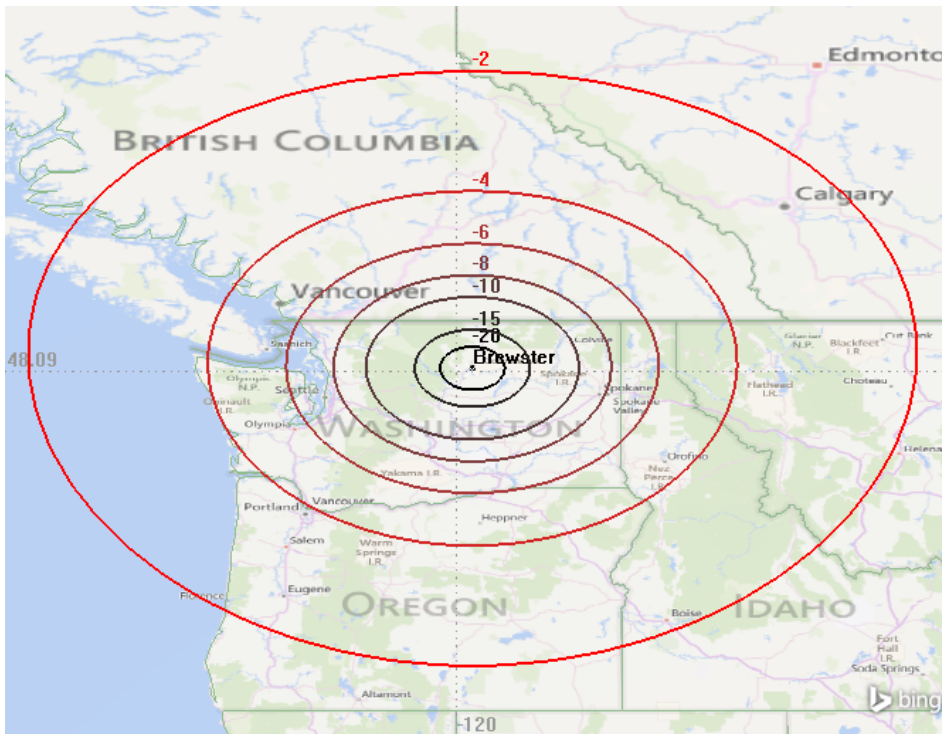 -2
Edmonto
BRITISH COLUMBIA
-4
Calgary
-6
-8
-10
Vancouver
-15
-20
Saanich
Colville
Glacier
N.P.
Cut Bank
Blackfeet
I.R.
48.09
Brewster
Olympic
N.P.
Seattle
Spokane
I.R.
Spokane
Flathead
I.R.
Choteau
Quinault
I.R.
Spokane
Valley
Olympia
WASHINGTON
Helena
Yakama I.R.
Orofino
Nez
Perce
I.R.
Vancouver
Portland
Heppner
Salem
Warm
Springs
I.R.
Florence
Eugene
OREGON
IDAHO
Boise
Fort
Hall
I.R.
Soda Springs
Altamont
bing
-120